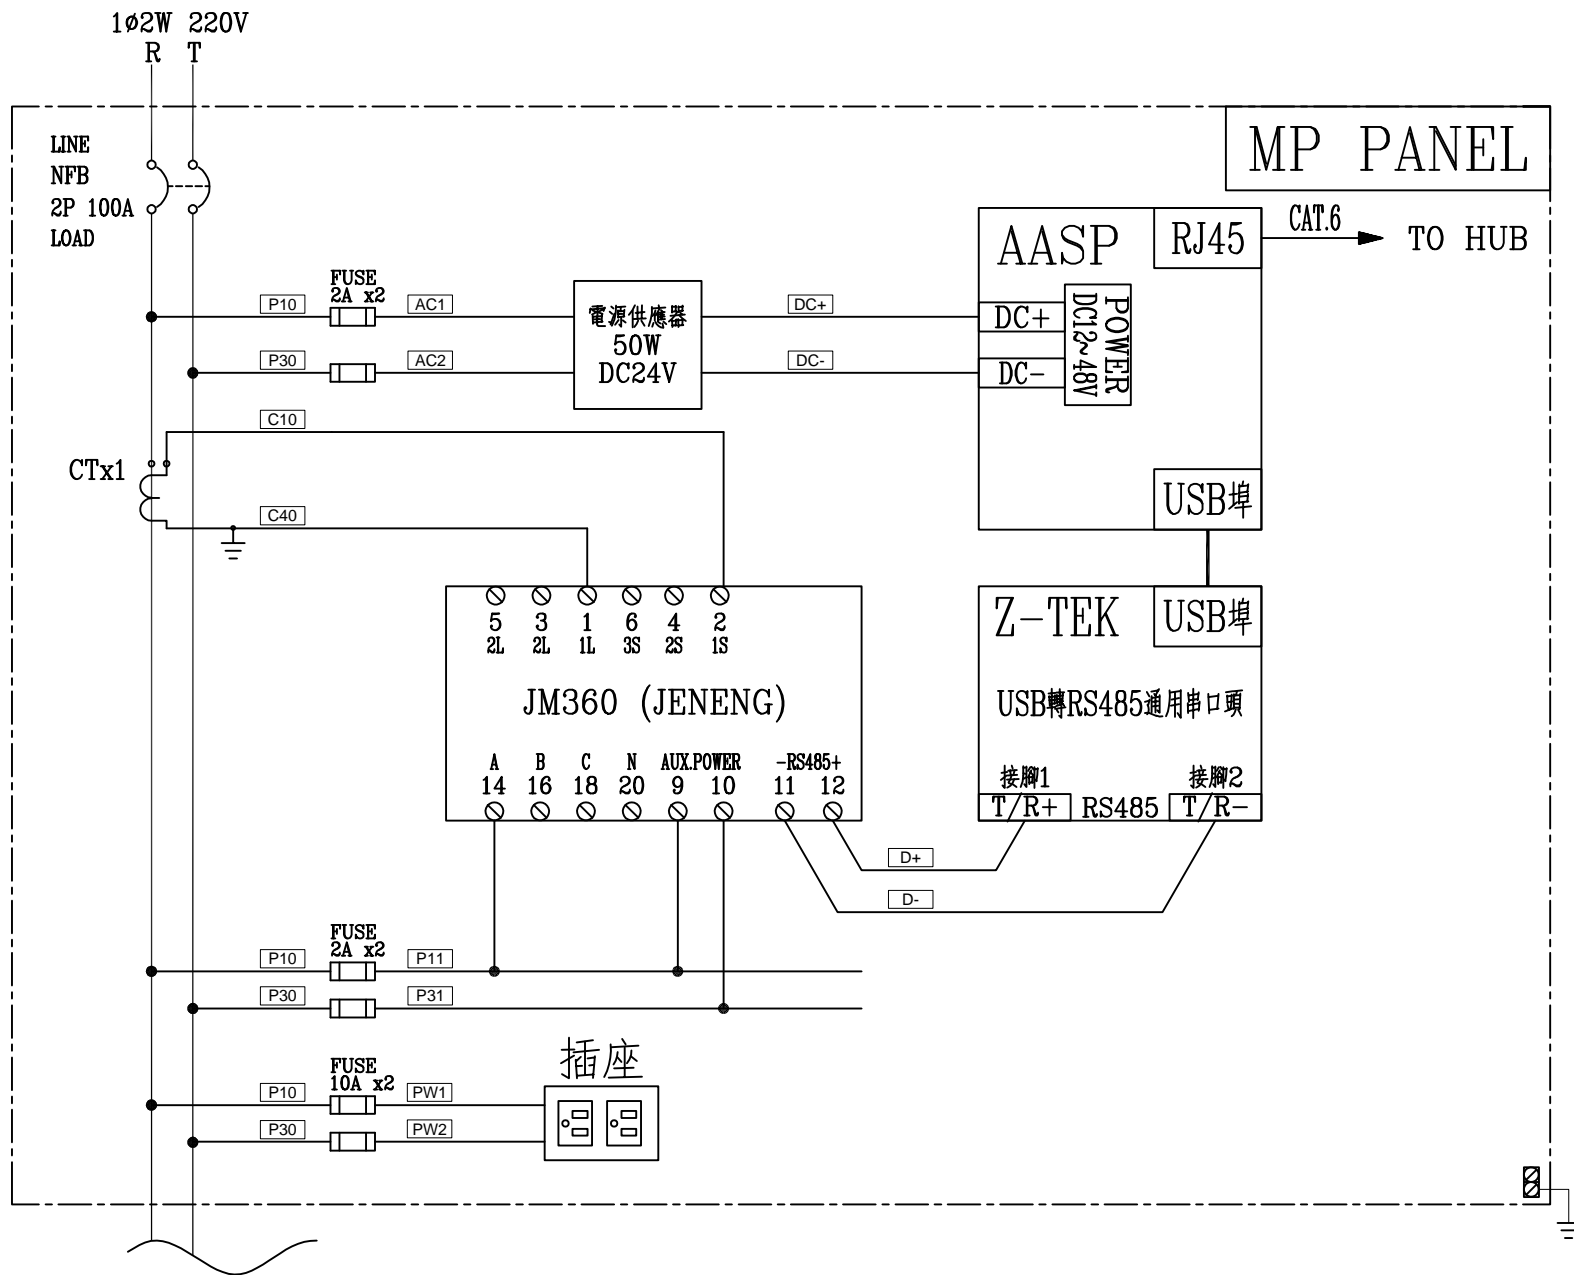 1ø2W 220V
R T
MP PANEL
LINE
NFB
2P 100A
LOAD
AASP
RJ45
CAT.6
TO HUB
FUSE
2A x2
P10
AC1
P30
AC2
電源供應器
50W
DC24V
DC+
DC-
DC+
DC-
POWER
DC12~48V
C10
CTx1
C40
USB埠
5 3 1 6 4 2
2L 2L 1L 3S 2S 1S
JM360 (JENENG)
A B C N AUX.POWER -RS485+
14 16 18 20 9 10 11 12
Z-TEK
USB埠
USB轉RS485通用串口頭
接腳1 接腳2
T/R+ RS485 T/R-
D+
D-
FUSE
2A x2
P10
P11
P30
P31
FUSE
10A x2
P10
PW1
P30
PW2
插座